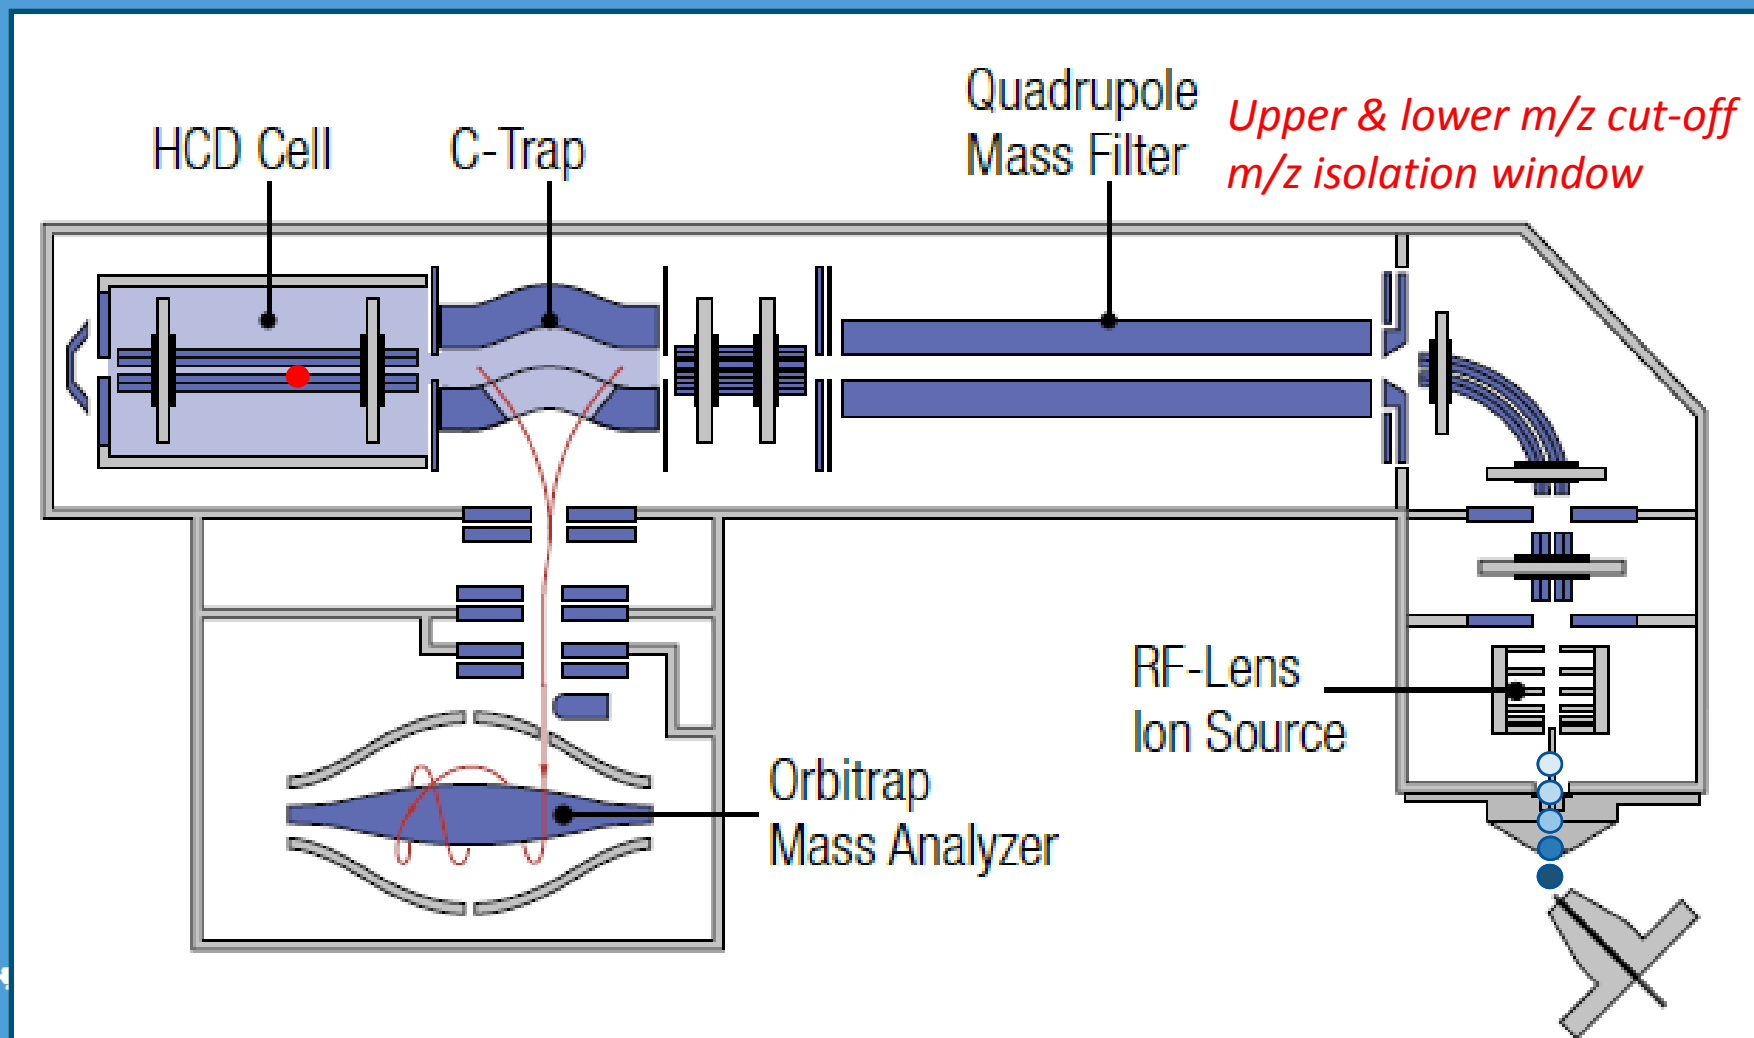 HCD Cell
C-Trap
Quadrupole
Mass Filter
Upper & lower m/z cut-off
m/z isolation window
RF-Lens
Ion Source
Orbitrap
Mass Analyzer